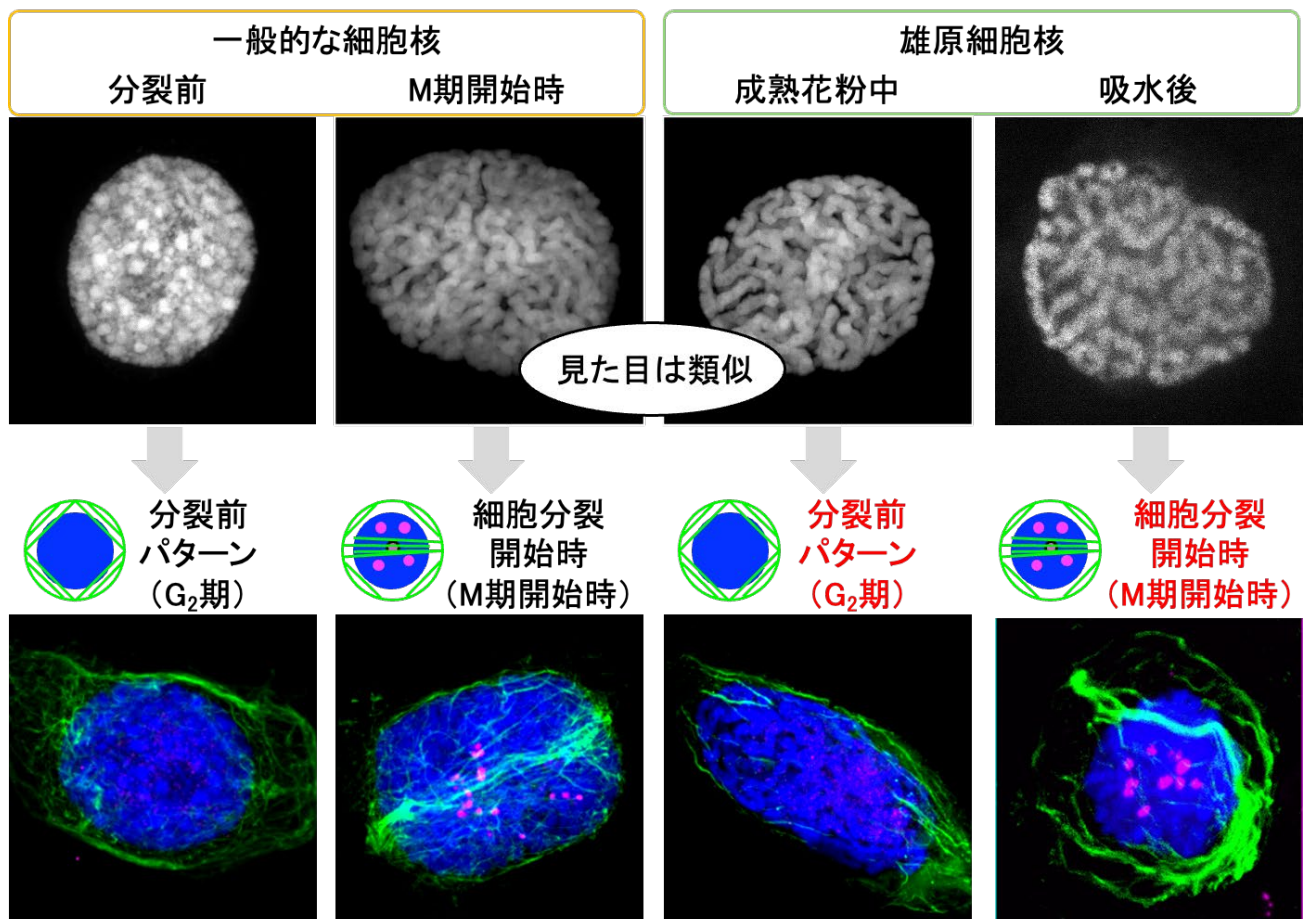 一般的な細胞核
分裂前
M期開始時
雄原細胞核
成熟花粉中
吸水後
見た目は類似
分裂前
パターン
(G₂期)
細胞分裂
開始時
(M期開始時)
分裂前
パターン
(G₂期)
細胞分裂
開始時
(M期開始時)